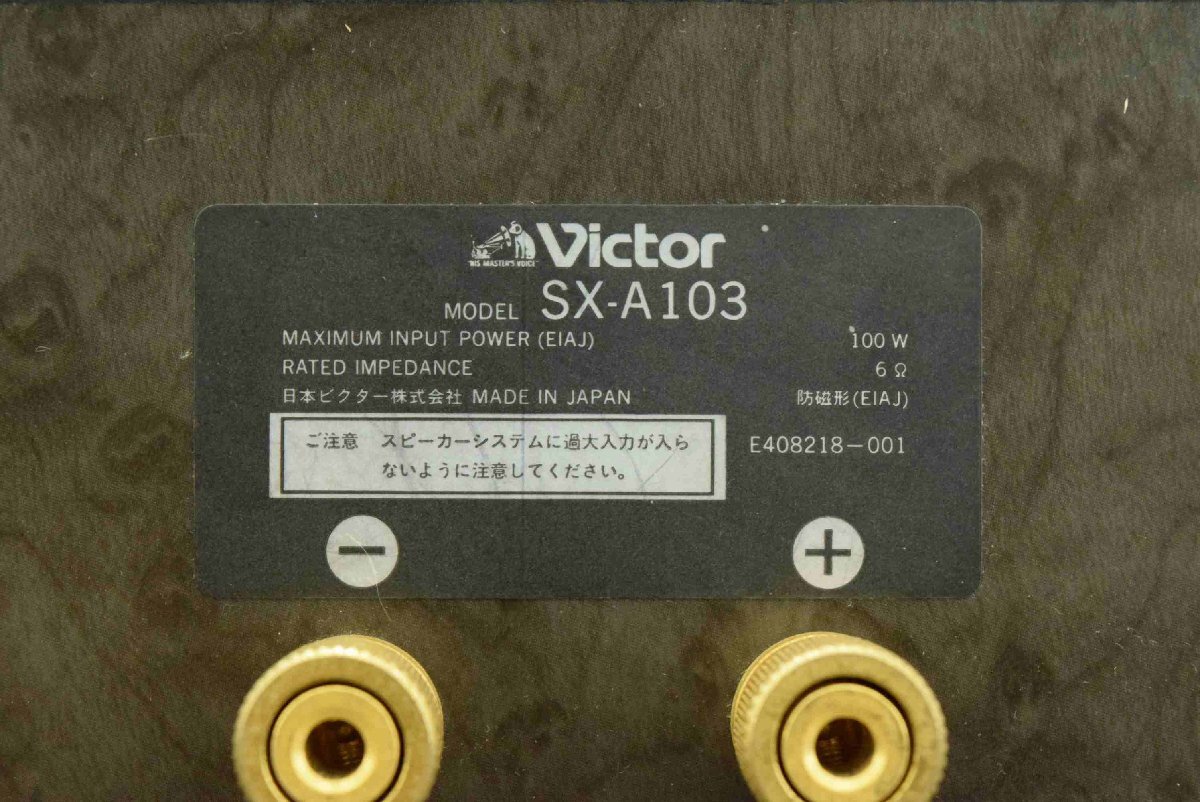 Victor
"HIS MASTER'S VOICE"
MODEL SX-A103
MAXIMUM INPUT POWER (EIAJ) 100 W
RATED IMPEDANCE 6 Ω
日本ビクター株式会社 MADE IN JAPAN 防磁形(EIAJ)
ご注意 スピーカーシステムに過大入力が入ら
ないように注意してください。
E408218-001
− +